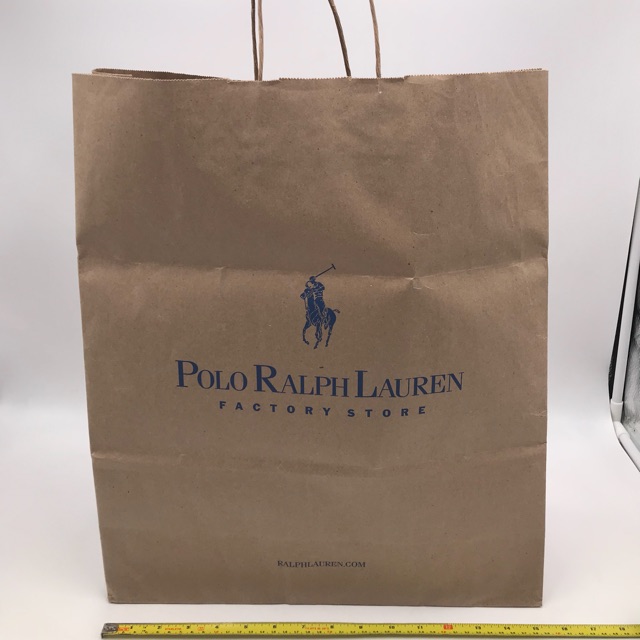 POLO RALPH LAUREN
FACTORY STORE
RALPHLAUREN.COM